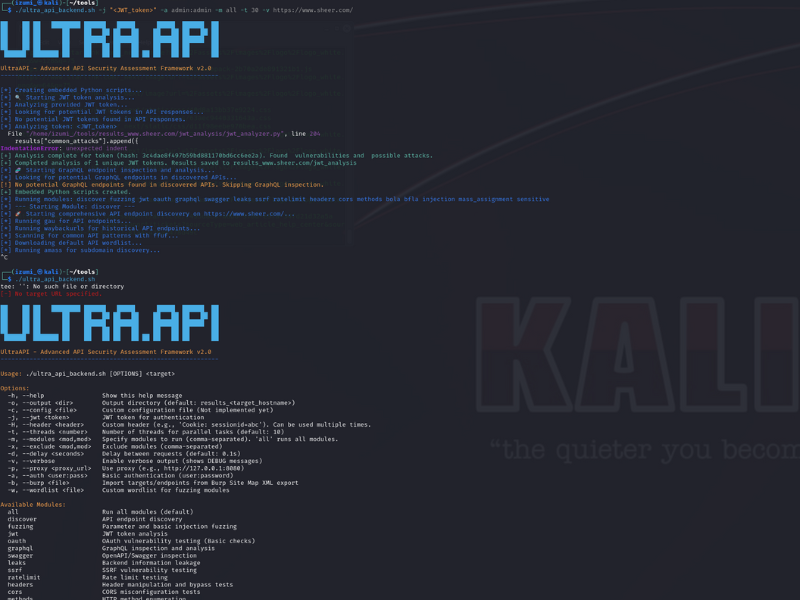 ┌──(izumi_㉿kali)-[~/tools]
└─$ ./ultra_api_backend.sh -j "<JWT_token>" -a admin:admin -m all -t 30 -v https://www.sheer.com/
ULTRA.API
UltraAPI - Advanced API Security Assessment Framework v2.0
[*] Creating embedded Python scripts...
[*] 🔍 Starting JWT token analysis...
[*] Analyzing provided JWT token...
[*] Looking for potential JWT tokens in API responses...
[*] No potential JWT tokens found in API responses.
[*] Analyzing token: <JWT_token>
File "/home/izumi_/tools/results_www.sheer.com/jwt_analysis/jwt_analyzer.py", line 204
results["common_attacks"].append({
IndentationError: unexpected indent
[+] Analysis complete for token (hash: Found vulnerabilities and possible attacks.
[+] Completed analysis of 1 unique JWT tokens. Results saved to results_www.sheer.com/jwt_analysis
[*] 🚀 Starting GraphQL endpoint inspection and analysis...
[*] Looking for potential GraphQL endpoints in discovered APIs...
[!] No potential GraphQL endpoints found in discovered APIs. Skipping GraphQL inspection.
[+] Embedded Python scripts created.
[*] Running modules: discover fuzzing jwt oauth graphql swagger leaks ssrf ratelimit headers cors methods bola bfla injection mass_assignment sensitive
[*] --- Starting Module: discover ---
[*] 🚀 Starting comprehensive API endpoint discovery on https://www.sheer.com/...
[*] Running gau for API endpoints...
[*] Running waybackurls for historical API endpoints...
[*] Scanning for common API patterns with ffuf...
[*] Downloading default API wordlist...
[*] Running amass for subdomain discovery...
^C
┌──(izumi_㉿kali)-[~/tools]
└─$ ./ultra_api_backend.sh
tee: '': No such file or directory
[-] No target URL specified.
ULTRA.API
UltraAPI - Advanced API Security Assessment Framework v2.0
Usage: ./ultra_api_backend.sh [OPTIONS] <target>
Options:
-h, --help Show this help message
-o, --output <dir> Output directory (default: results_<target_hostname>)
-c, --config <file> Custom configuration file (Not implemented yet)
-j, --jwt <token> JWT token for authentication
-H, --header <header> Custom header (e.g., 'Cookie: sessionid=abc'). Can be used multiple times.
-t, --threads <number> Number of threads for parallel tasks (default: 10)
-m, --modules <mod,mod> Specify modules to run (comma-separated). 'all' runs all modules.
-x, --exclude <mod,mod> Exclude modules (comma-separated)
-d, --delay <seconds> Delay between requests (default: 0.1s)
-v, --verbose Enable verbose output (shows DEBUG messages)
-p, --proxy <proxy_url> Use proxy (e.g., http://127.0.0.1:8080)
-a, --auth <user:pass> Basic authentication (user:password)
-b, --burp <file> Import targets/endpoints from Burp Site Map XML export
-w, --wordlist <file> Custom wordlist for fuzzing modules
Available Modules:
all Run all modules (default)
discover API endpoint discovery
fuzzing Parameter and basic injection fuzzing
jwt JWT token analysis
oauth OAuth vulnerability testing (Basic checks)
graphql GraphQL inspection and analysis
swagger OpenAPI/Swagger inspection
leaks Backend information leakage
ssrf SSRF vulnerability testing
ratelimit Rate limit testing
headers Header manipulation and bypass tests
cors CORS misconfiguration tests
methods HTTP method enumeration
KALI
"the quieter you becom